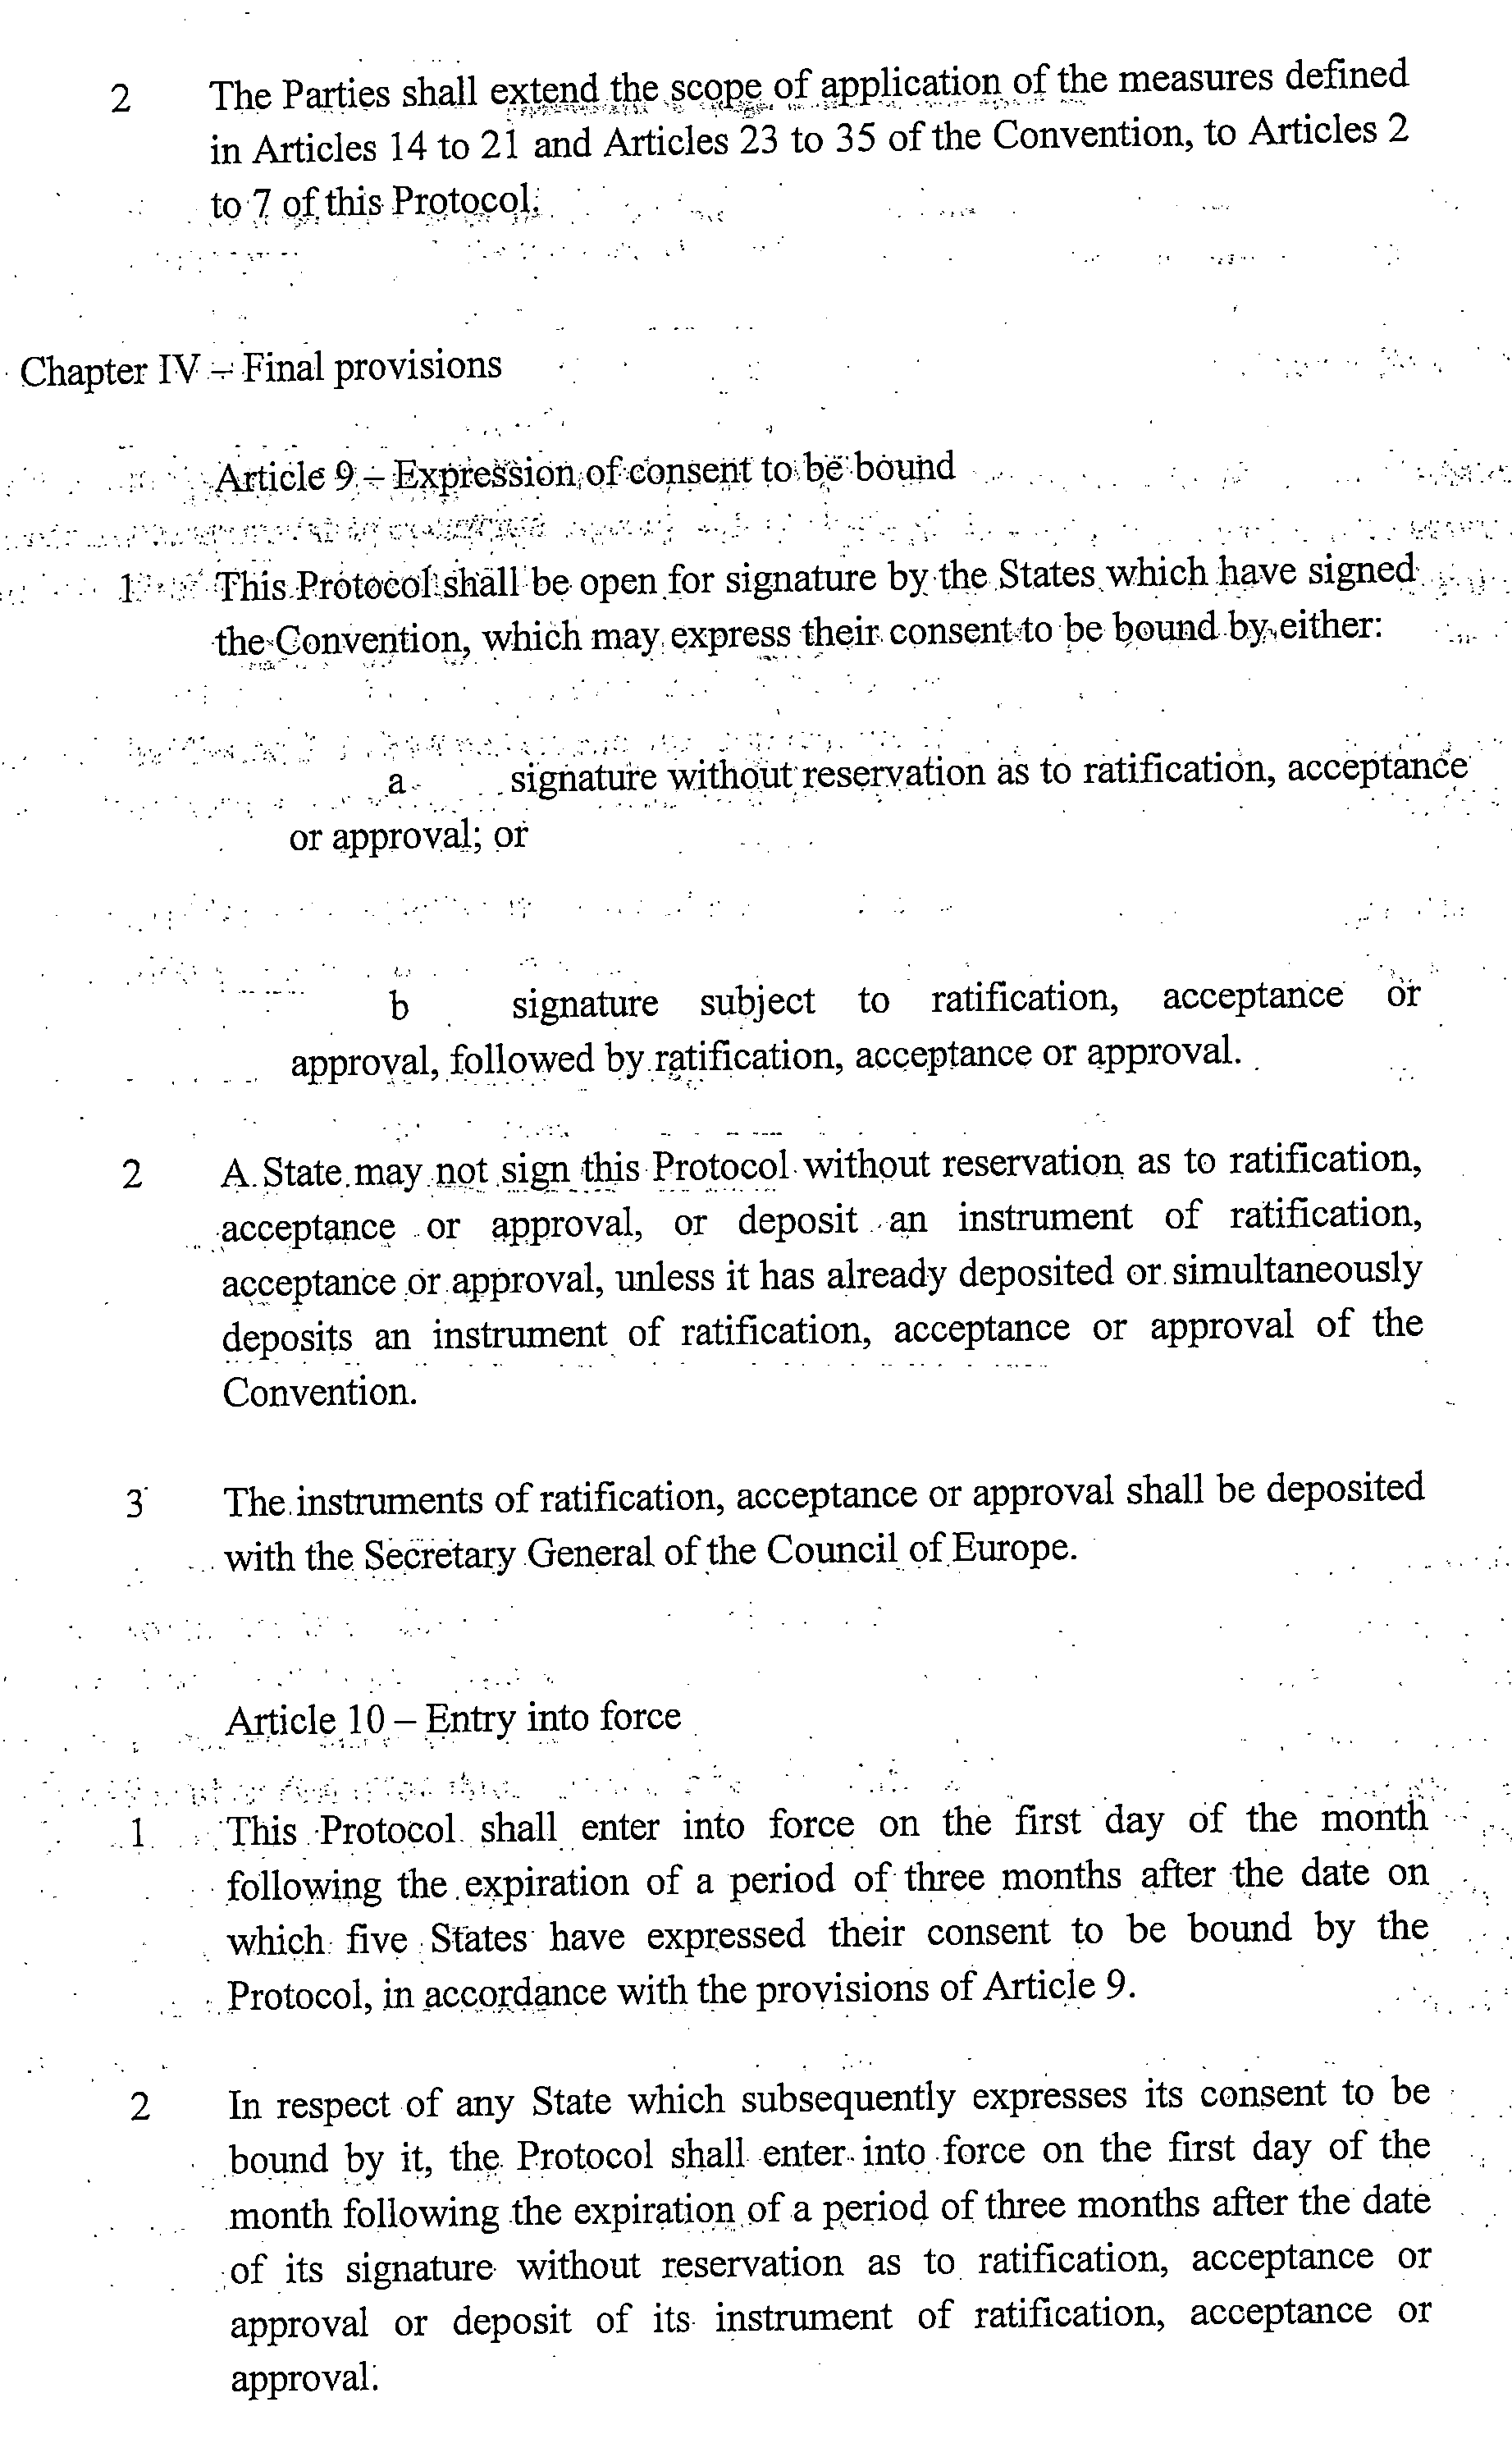 2 The Parties shall extend the scope of application of the measures defined
in Articles 14 to 21 and Articles 23 to 35 of the Convention, to Articles 2
to 7 of this Protocol.
Chapter IV – Final provisions
Article 9 – Expression of consent to be bound
1 This Protocol shall be open for signature by the States which have signed
the Convention, which may express their consent to be bound by either:
a signature without reservation as to ratification, acceptance
or approval; or
b signature subject to ratification, acceptance or
approval, followed by ratification, acceptance or approval.
2 A State may not sign this Protocol without reservation as to ratification,
acceptance or approval, or deposit an instrument of ratification,
acceptance or approval, unless it has already deposited or simultaneously
deposits an instrument of ratification, acceptance or approval of the
Convention.
3 The instruments of ratification, acceptance or approval shall be deposited
with the Secretary General of the Council of Europe.
Article 10 – Entry into force
1 This Protocol shall enter into force on the first day of the month
following the expiration of a period of three months after the date on
which five States have expressed their consent to be bound by the
Protocol, in accordance with the provisions of Article 9.
2 In respect of any State which subsequently expresses its consent to be
bound by it, the Protocol shall enter into force on the first day of the
month following the expiration of a period of three months after the date
of its signature without reservation as to ratification, acceptance or
approval or deposit of its instrument of ratification, acceptance or
approval.